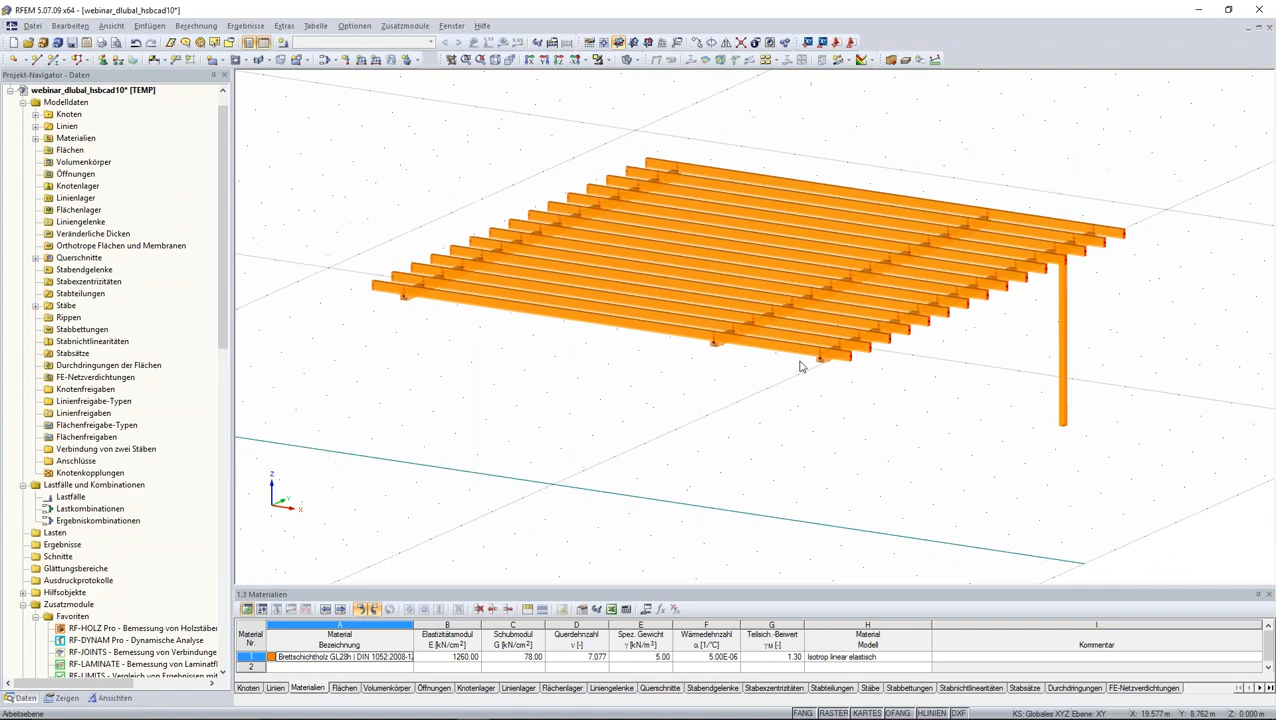 RFEM 5.07.09 x64 - [webinar_dlubal_hsbcad10*]
Datei Bearbeiten Ansicht Einfügen Berechnung Ergebnisse Extras Tabelle Optionen Zusatzmodule Fenster Hilfe
Projekt-Navigator - Daten
webinar_dlubal_hsbcad10* [TEMP]
Modelldaten
Knoten
Linien
Materialien
Flächen
Volumenkörper
Öffnungen
Knotenlager
Linienlager
Flächenlager
Liniengelenke
Veränderliche Dicken
Orthotrope Flächen und Membranen
Querschnitte
Stabendgelenke
Stabexzentrizitäten
Stabteilungen
Stäbe
Rippen
Stabbettungen
Stabnichtlinearitäten
Stabsätze
Durchdringungen der Flächen
FE-Netzverdichtungen
Knotenfreigaben
Linienfreigabe-Typen
Linienfreigaben
Flächenfreigabe-Typen
Flächenfreigaben
Verbindung von zwei Stäben
Anschlüsse
Knotenkopplungen
Lastfälle und Kombinationen
Lastfälle
Lastkombinationen
Ergebniskombinationen
Lasten
Ergebnisse
Schnitte
Glättungsbereiche
Ausdruckprotokolle
Hilfsobjekte
Zusatzmodule
Favoriten
RF-HOLZ Pro - Bemessung von Holzstäber
RF-DYNAM Pro - Dynamische Analyse
RF-JOINTS - Bemessung von Verbindunge
RF-LAMINATE - Bemessung von Laminatfl
RF-LIMITS - Vergleich von Ergebnissen mit
Daten Zeigen Ansichten
Z
Y
X
1.3 Materialien
A B C D E F G H I
Material Material Elastizitätsmodul Schubmodul Querdehnzahl Spez. Gewicht Wärmedehnzahl Teilsich.-Beiwert Material
Nr. Bezeichnung E [kN/cm²] G [kN/cm²] ν [-] γ [kN/m³] α [1/°C] γM [-] Modell Kommentar
1 Brettschichtholz GL28h | DIN 1052:2008-12 1260.00 78.00 7.077 5.00 5.00E-06 1.30 Isotrop linear elastisch
2
Knoten Linien Materialien Flächen Volumenkörper Öffnungen Knotenlager Linienlager Flächenlager Liniengelenke Querschnitte Stabendgelenke Stabexzentrizitäten Stabteilungen Stäbe Stabbettungen Stabnichtlinearitäten Stabsätze Durchdringungen FE-Netzverdichtungen
Arbeitsebene FANG RASTER KARTES OFANG HLINIEN DXF KS: Globales XYZ Ebene: XY X: 19.577 m Y: 8.762 m Z: 0.000 m